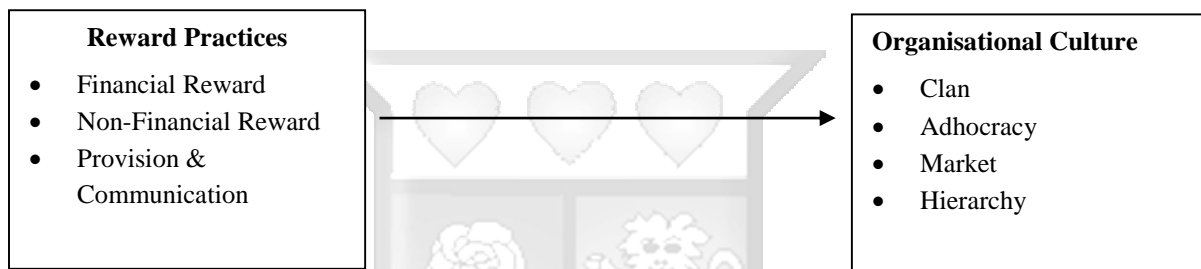 Reward Practices
• Financial Reward
• Non-Financial Reward
• Provision &
Communication
Organisational Culture
• Clan
• Adhocracy
• Market
• Hierarchy